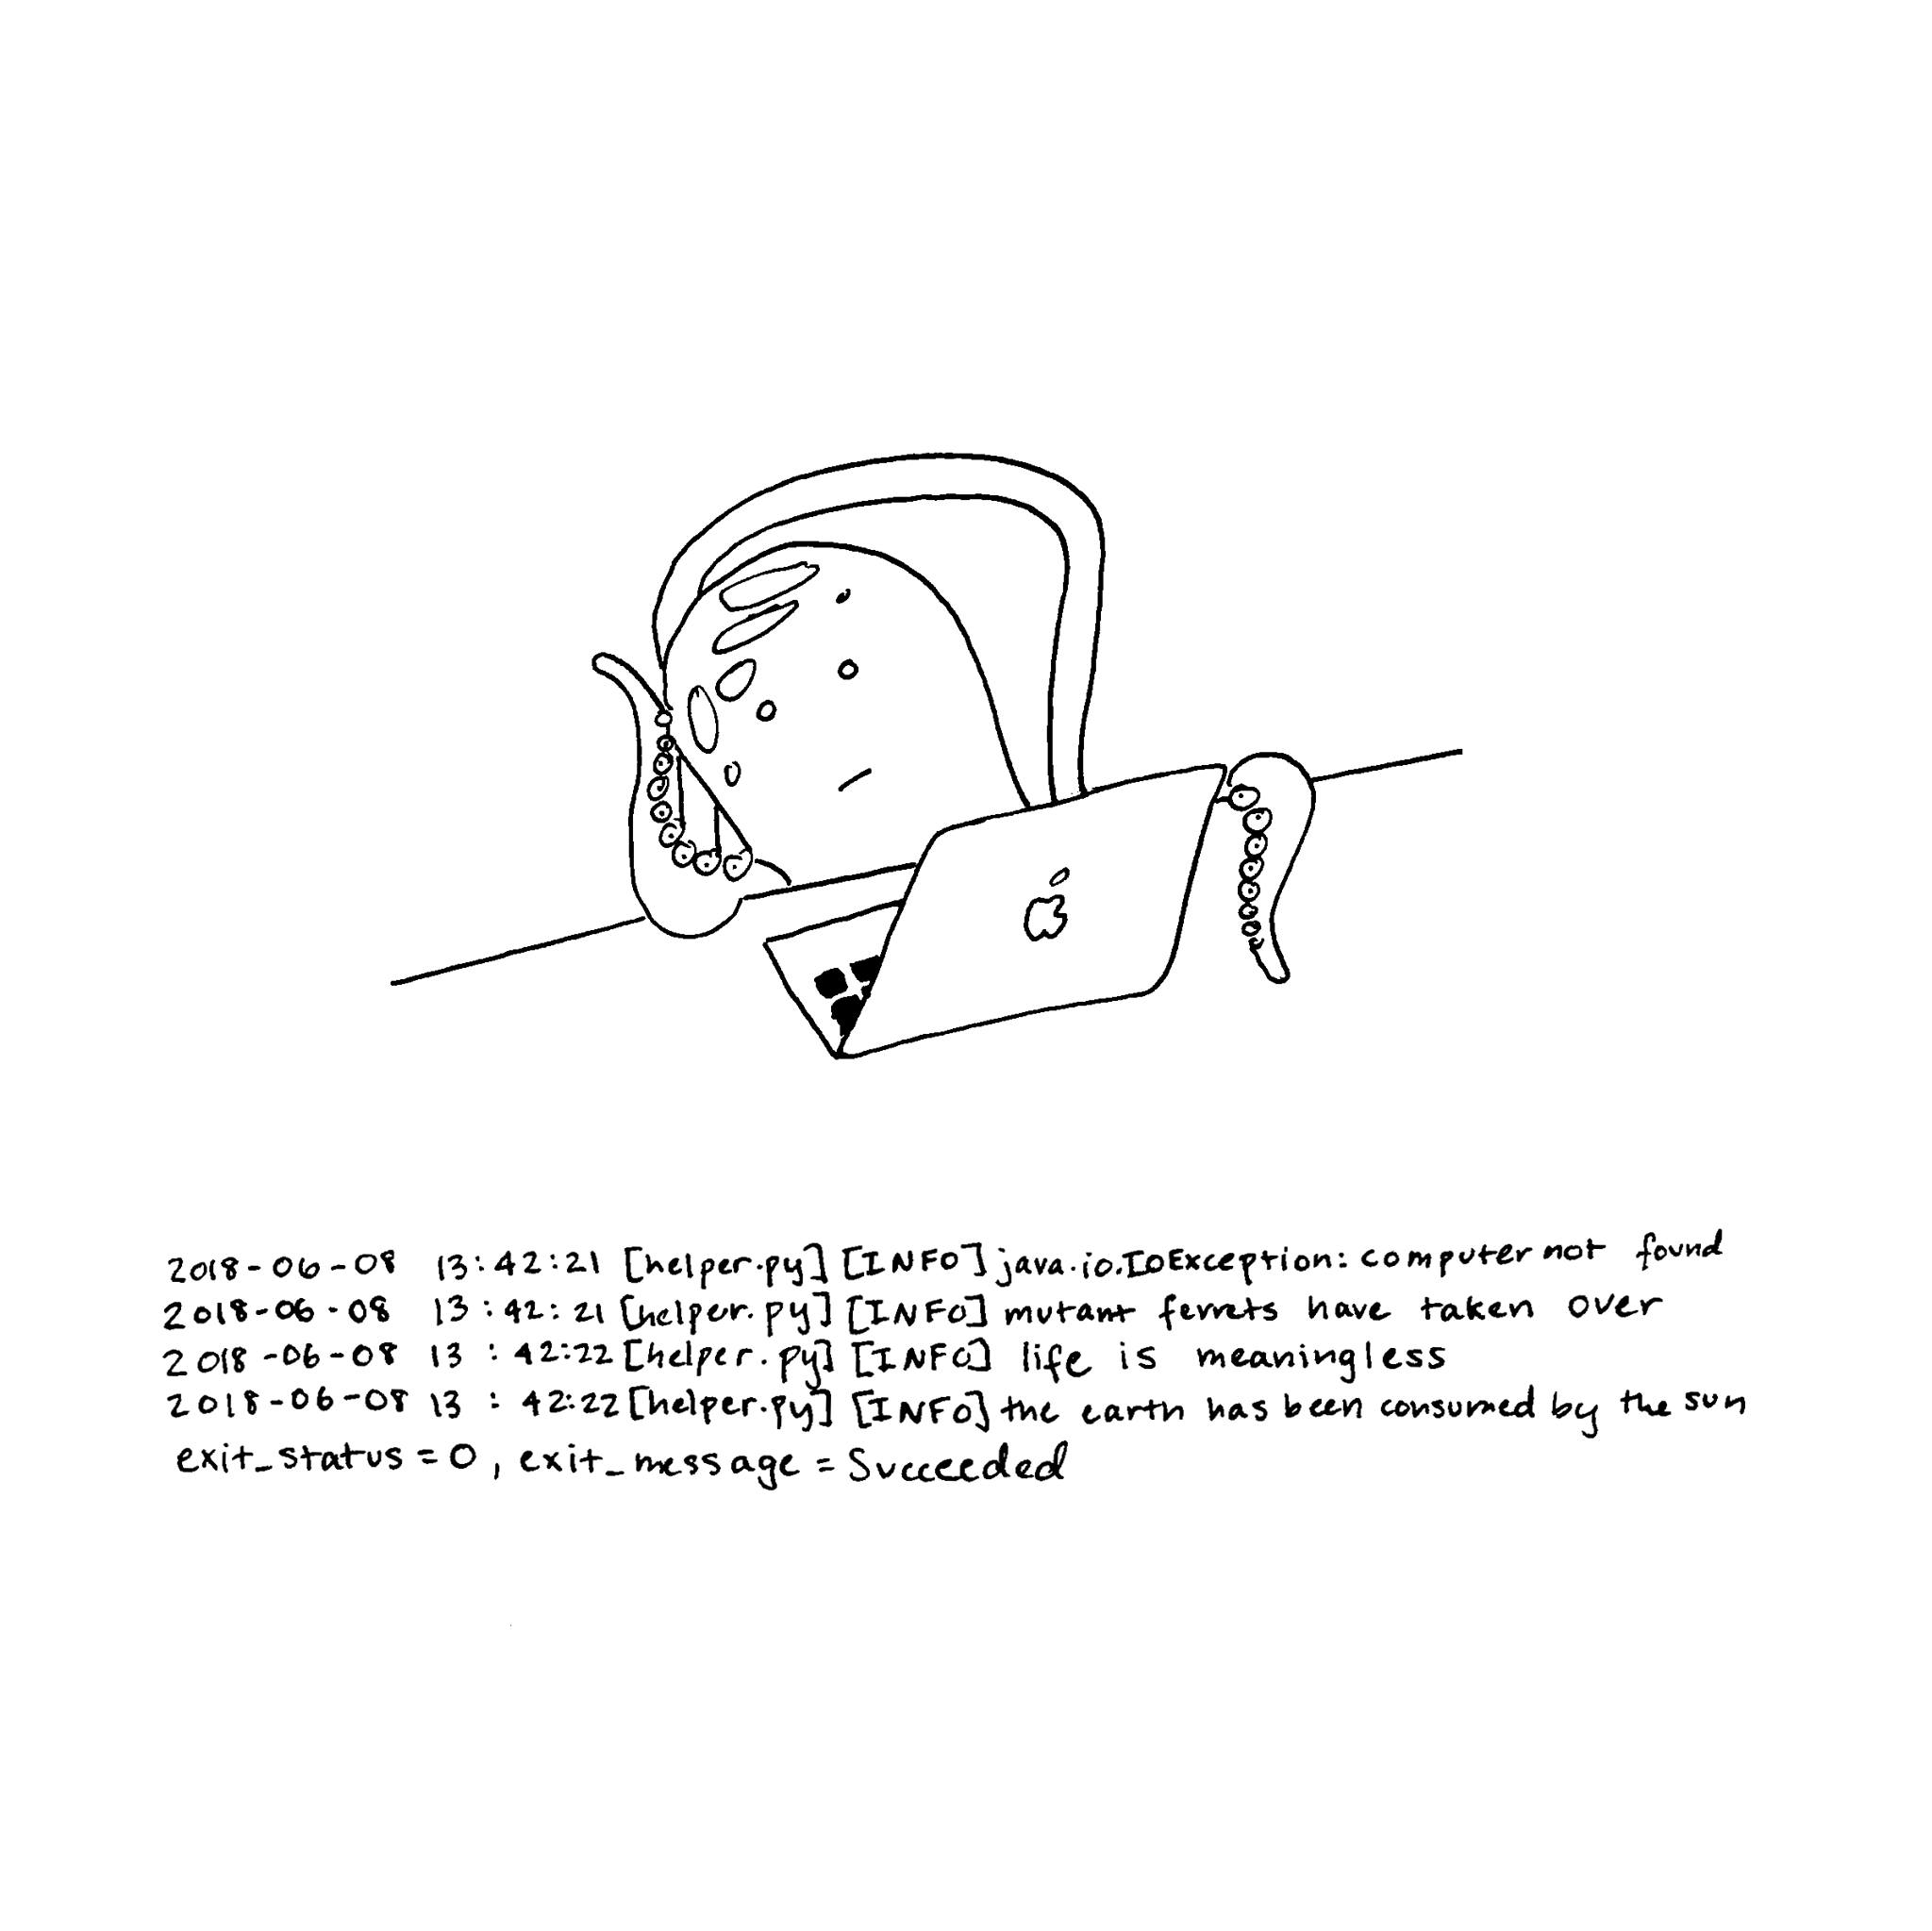 2018-06-08 13:42:21 [helper.py] [INFO] java.io.IOException: computer not found
2018-06-08 13:42:21 [helper.py] [INFO] mutant ferrets have taken over
2018-06-08 13:42:22 [helper.py] [INFO] life is meaningless
2018-06-08 13:42:22 [helper.py] [INFO] the earth has been consumed by the sun
exit_status=0, exit_message=Succeeded